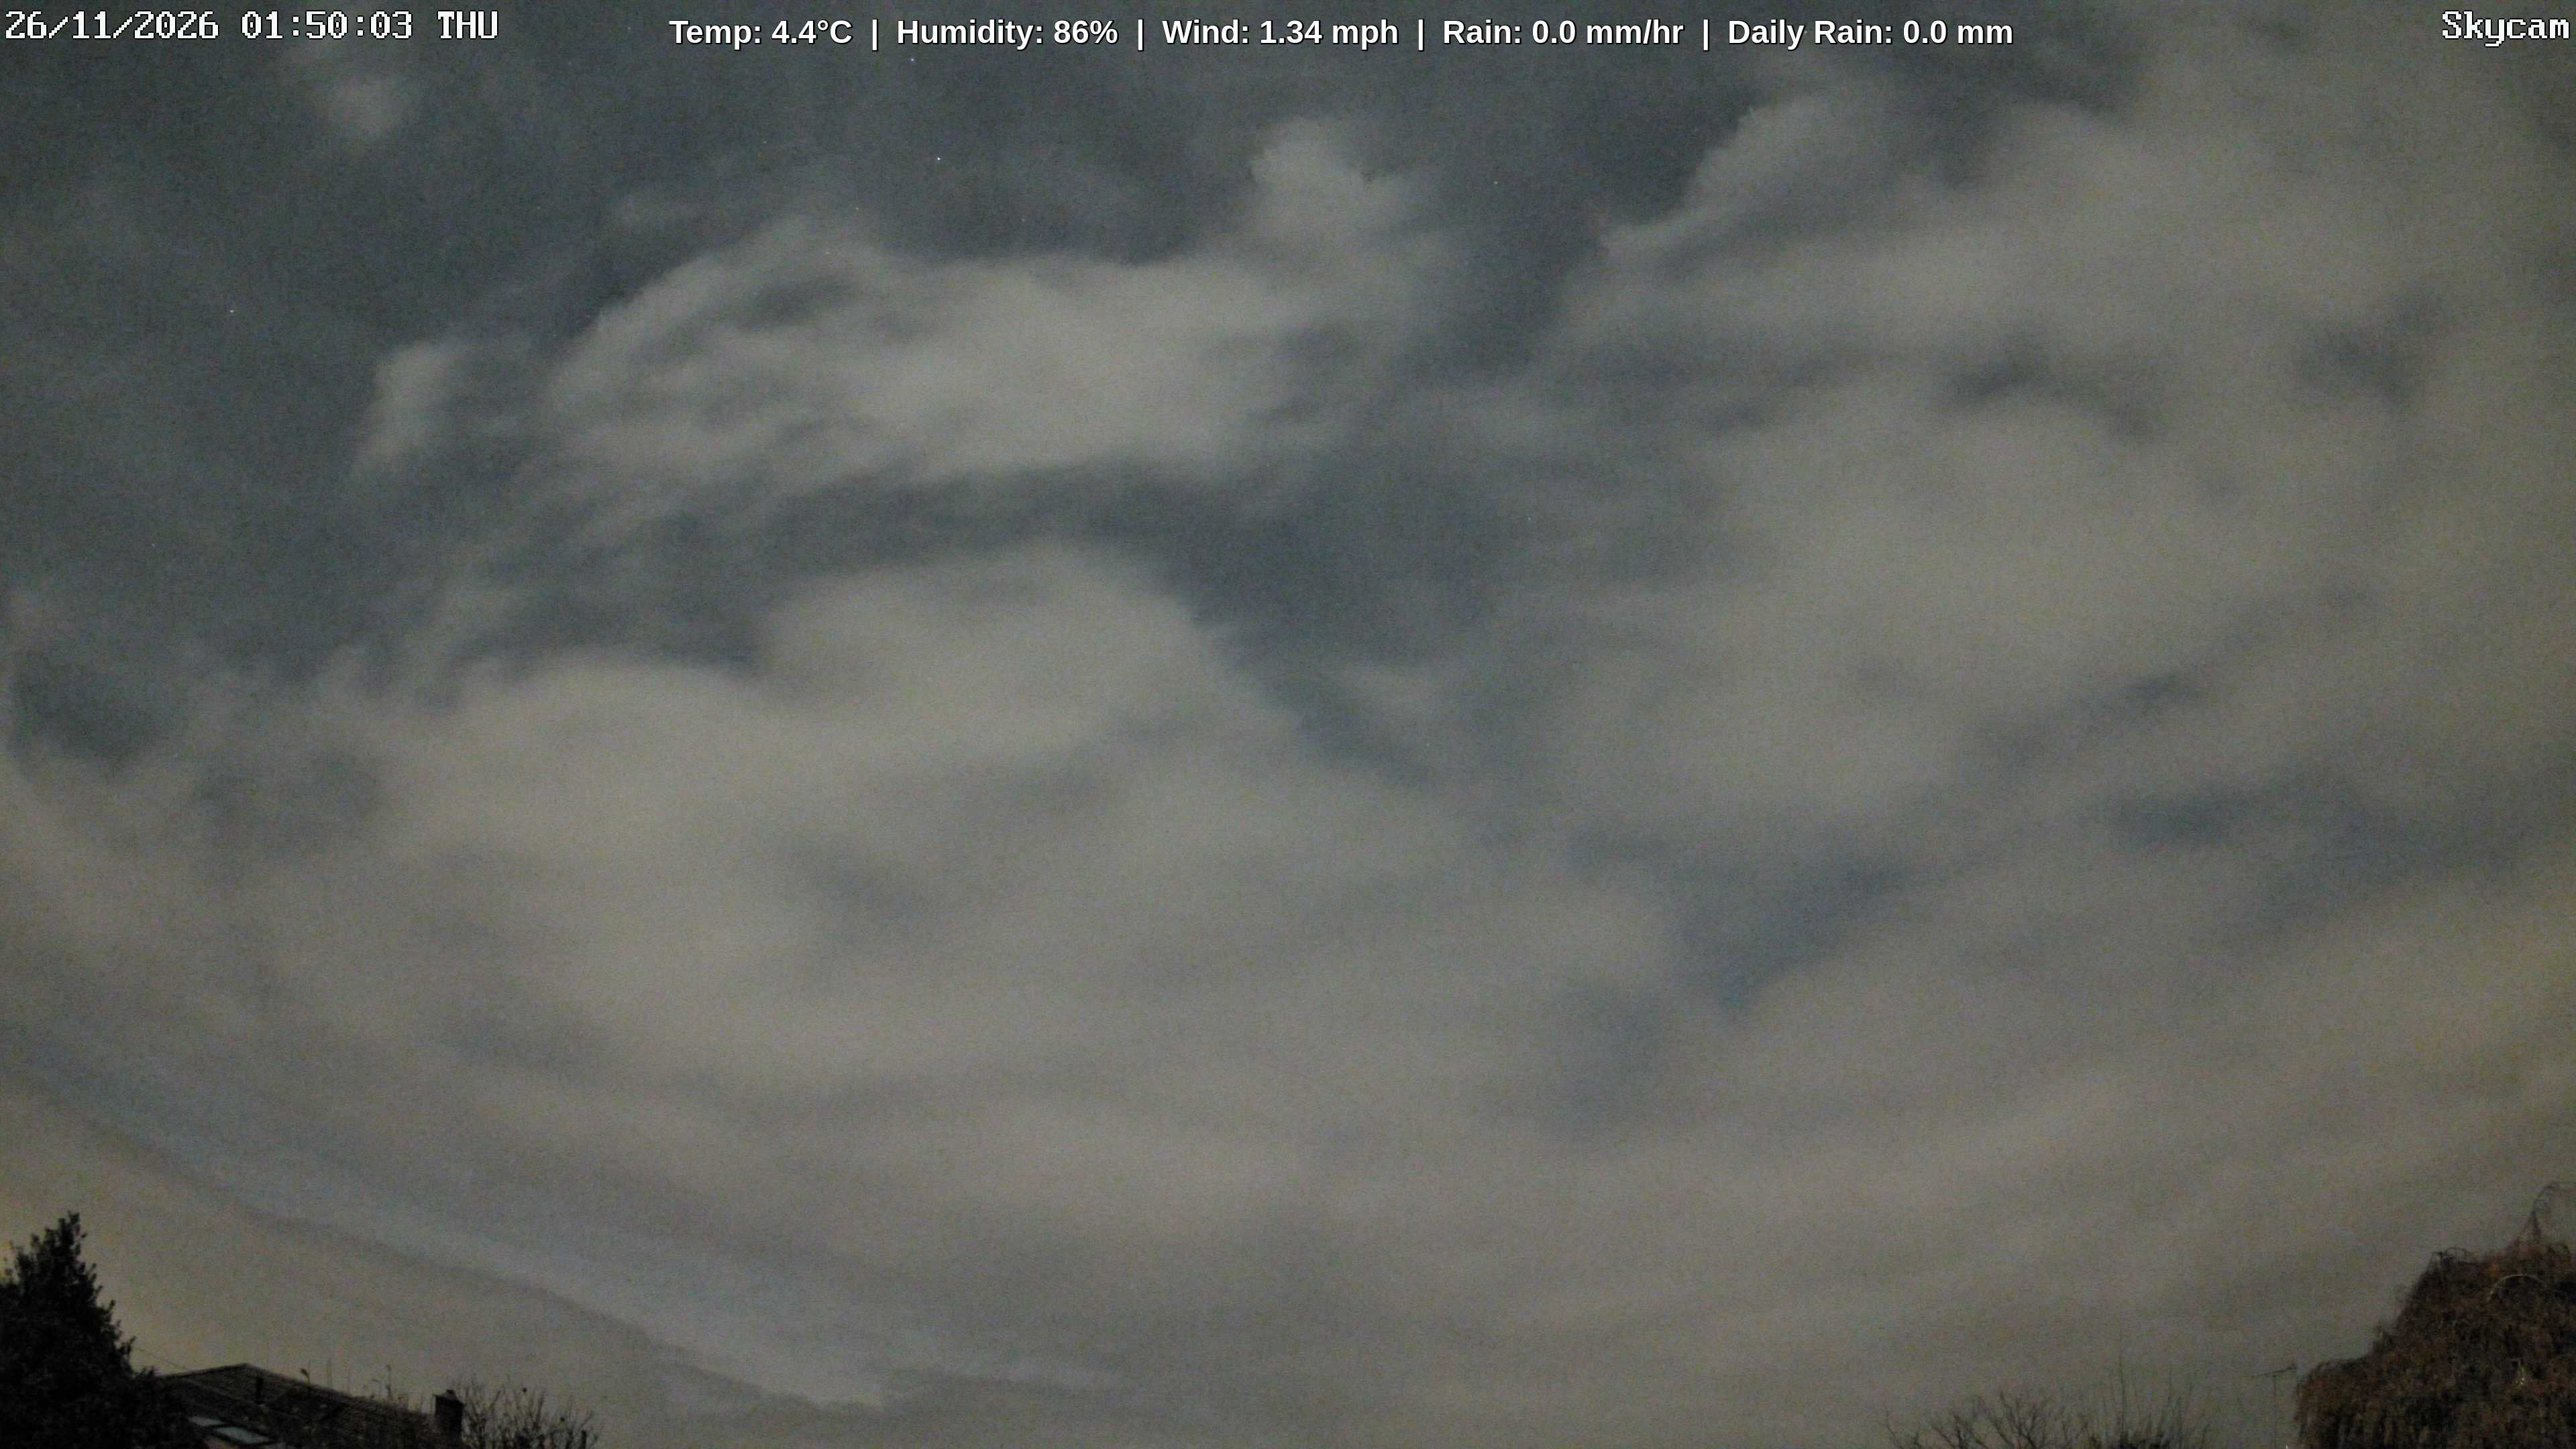 26/11/2026 01:50:03 THU
Temp: 4.4°C | Humidity: 86% | Wind: 1.34 mph | Rain: 0.0 mm/hr | Daily Rain: 0.0 mm
Skycam